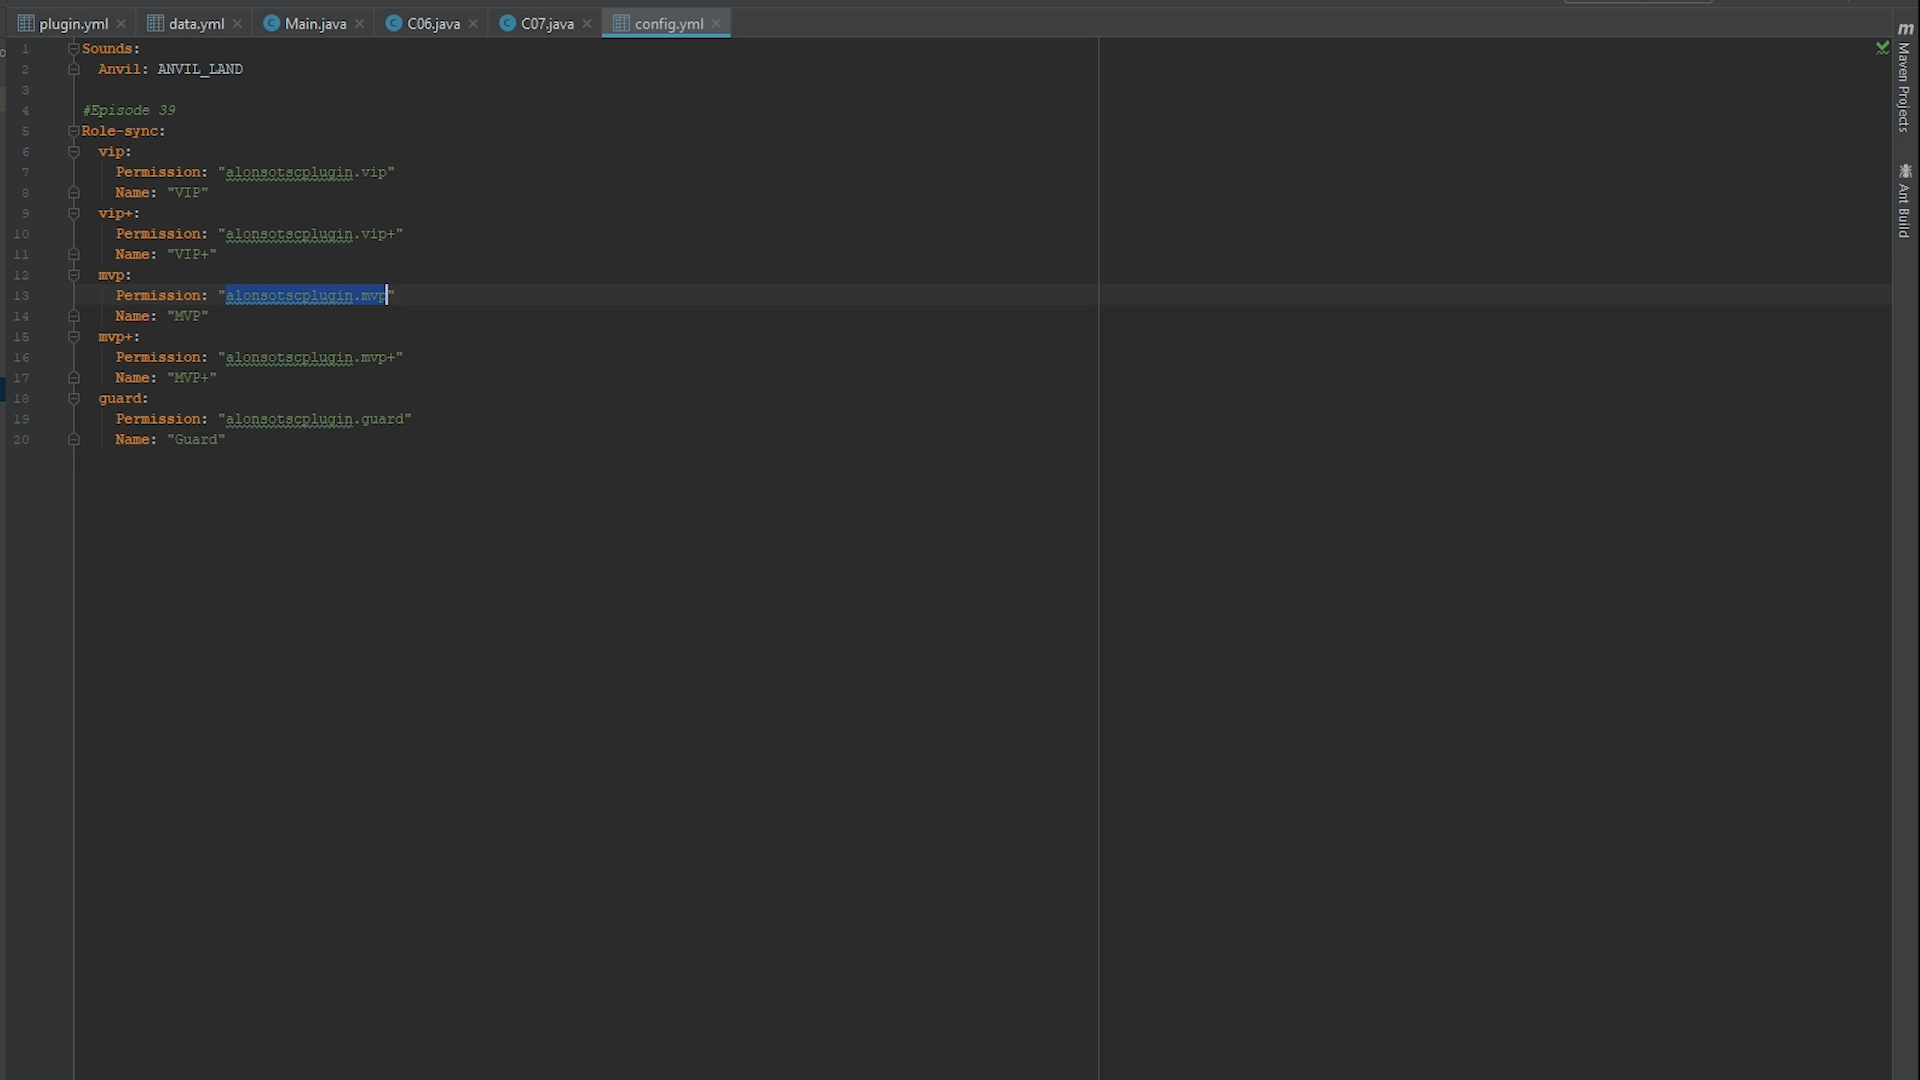 plugin.yml data.yml Main.java C06.java C07.java config.yml
1 Sounds:
2 Anvil: ANVIL_LAND
3
4 #Episode 39
5 Role-sync:
6 vip:
7 Permission: "alonsotscplugin.vip"
8 Name: "VIP"
9 vip+:
10 Permission: "alonsotscplugin.vip+"
11 Name: "VIP+"
12 mvp:
13 Permission: "alonsotscplugin.mvp"
14 Name: "MVP"
15 mvp+:
16 Permission: "alonsotscplugin.mvp+"
17 Name: "MVP+"
18 guard:
19 Permission: "alonsotscplugin.guard"
20 Name: "Guard"
m Maven Projects
Ant Build